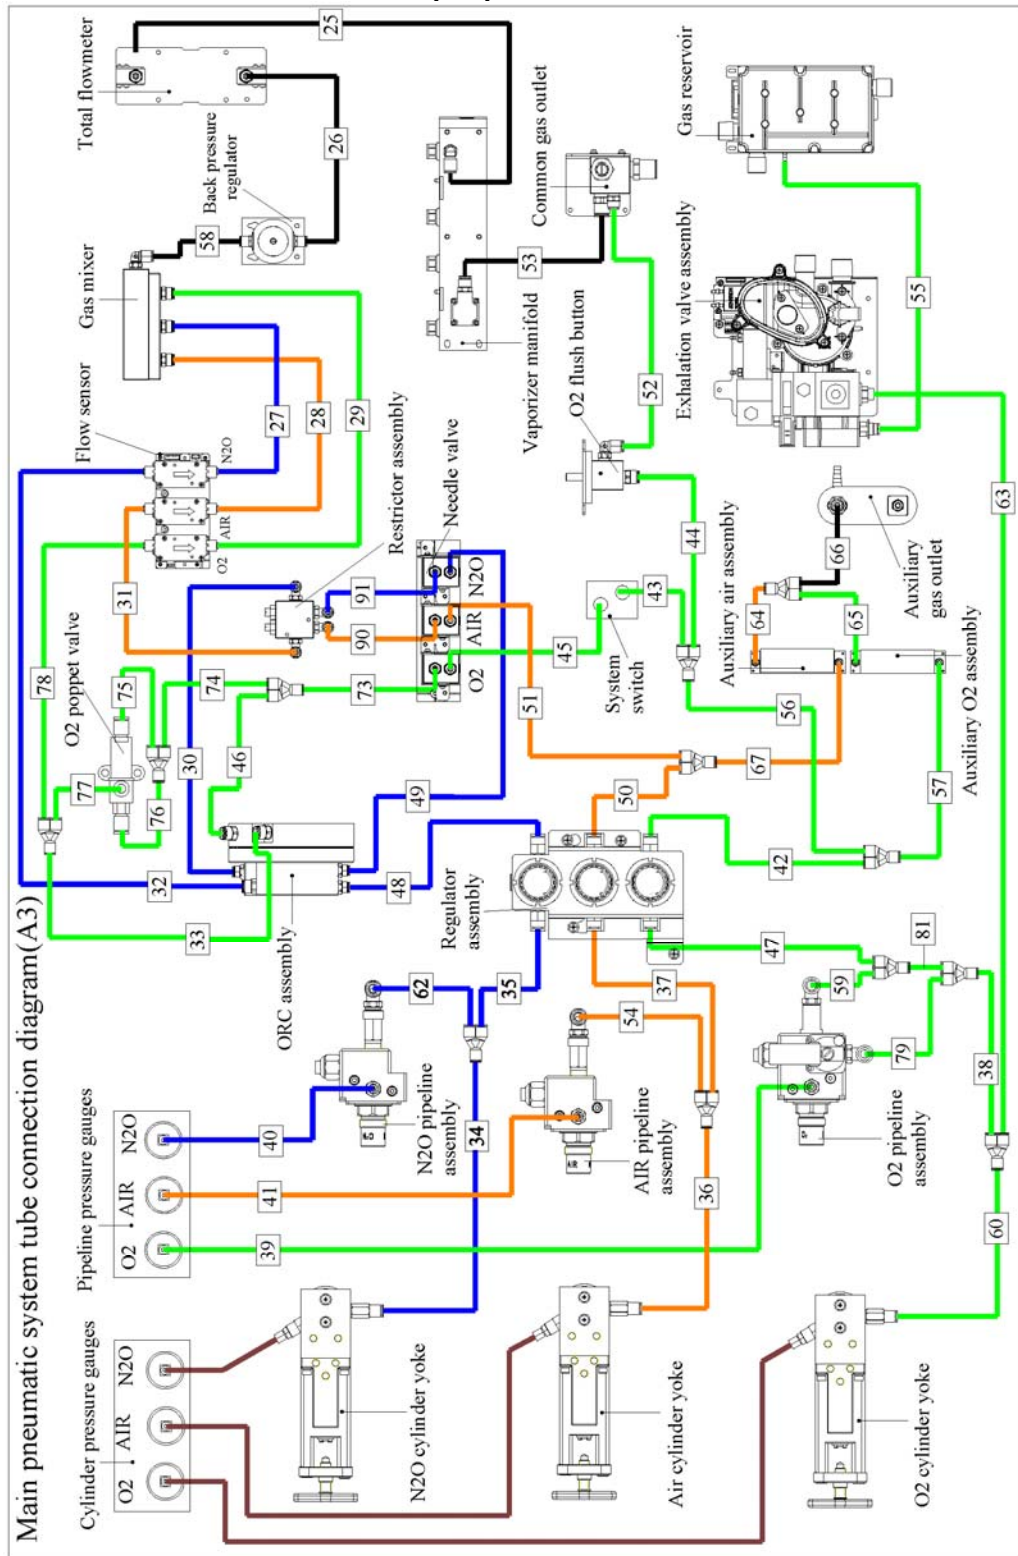 Main pneumatic system tube connection diagram(A3)
Cylinder pressure gauges
O2
AIR
N2O
Pipeline pressure gauges
O2
AIR
N2O
39
41
40
N2O cylinder yoke
Air cylinder yoke
O2 cylinder yoke
N2O pipeline
assembly
AIR
AIR pipeline
assembly
O2 pipeline
assembly
34
62
35
36
54
37
60
38
79
59
81
47
63
ORC assembly
Regulator
assembly
33
32
48
49
30
46
76
77
75
74
78
73
O2 poppet valve
31
Flow sensor
O2
AIR
N2O
27
28
29
Gas mixer
58
Back pressure
regulator
26
Total flowmeter
25
Restrictor assembly
90
91
Needle valve
O2
AIR
N2O
45
51
50
67
42
56
57
System
switch
43
44
O2 flush button
52
Vaporizer manifold
53
Common gas outlet
Auxiliary air assembly
Auxiliary O2 assembly
64
65
66
Auxiliary
gas outlet
Exhalation valve assembly
55
Gas reservoir